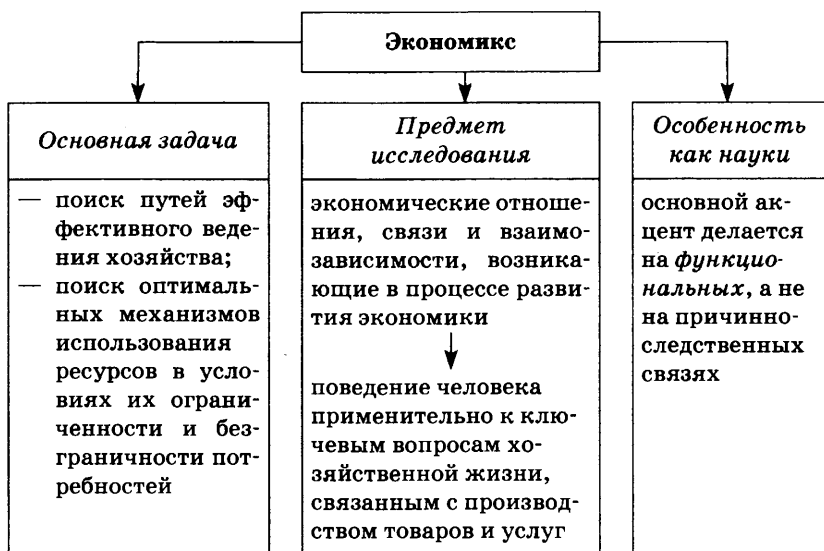 Экономикс
Основная задача
— поиск путей эф-
фективного веде-
ния хозяйства;
— поиск оптималь-
ных механизмов
использования
ресурсов в усло-
виях их ограни-
ченности и без-
граничности пот-
ребностей
Предмет
исследования
экономические отноше-
ния, связи и взаимо-
зависимости, возника-
ющие в процессе разви
тия экономики
поведение человека
применительно к клю-
чевым вопросам хо-
зяйственной жизни,
связанным с производ-
ством товаров и услуг
Особенность
как науки
основной ак-
цент делается
на функцио-
нальных, а не
на причинно-
следственных
связях